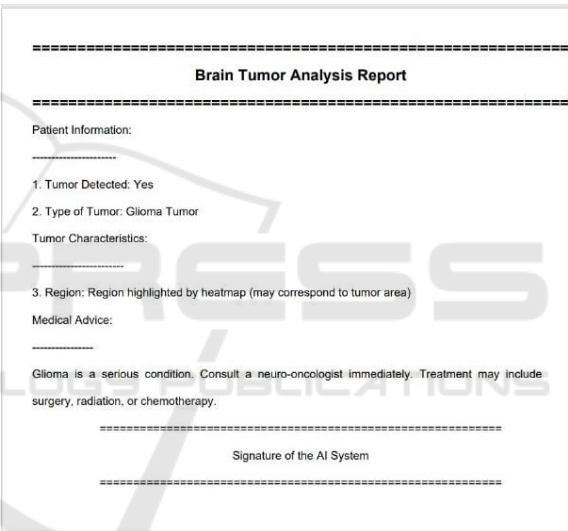 ============================================================
Brain Tumor Analysis Report
============================================================
Patient Information:
----------------------
1. Tumor Detected: Yes
2. Type of Tumor: Glioma Tumor
Tumor Characteristics:
------------------------
3. Region: Region highlighted by heatmap (may correspond to tumor area)
Medical Advice:
----------------
Glioma is a serious condition. Consult a neuro-oncologist immediately. Treatment may include
surgery, radiation, or chemotherapy.
============================================================
Signature of the AI System
============================================================
PRESS
PUBLICATIONS